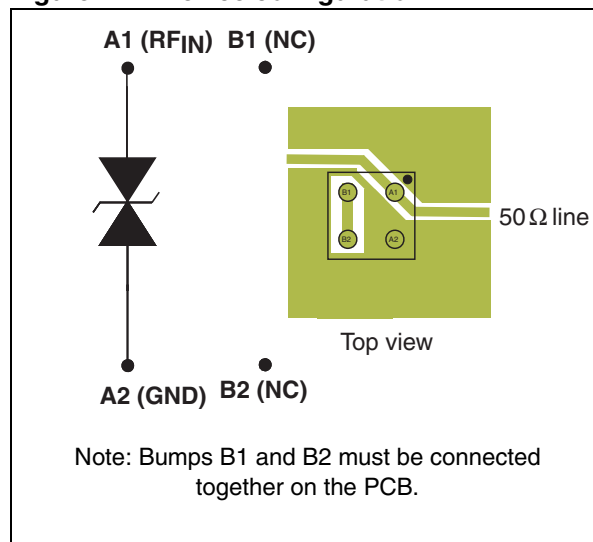 A1 (RFIN) B1 (NC)
B1 A1
50 Ω line
B2 A2
Top view
A2 (GND) B2 (NC)
Note: Bumps B1 and B2 must be connected
together on the PCB.